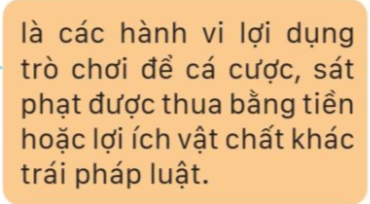 là các hành vi lợi dụng
trò chơi để cá cược, sát
phạt được thua bằng tiền
hoặc lợi ích vật chất khác
trái pháp luật.